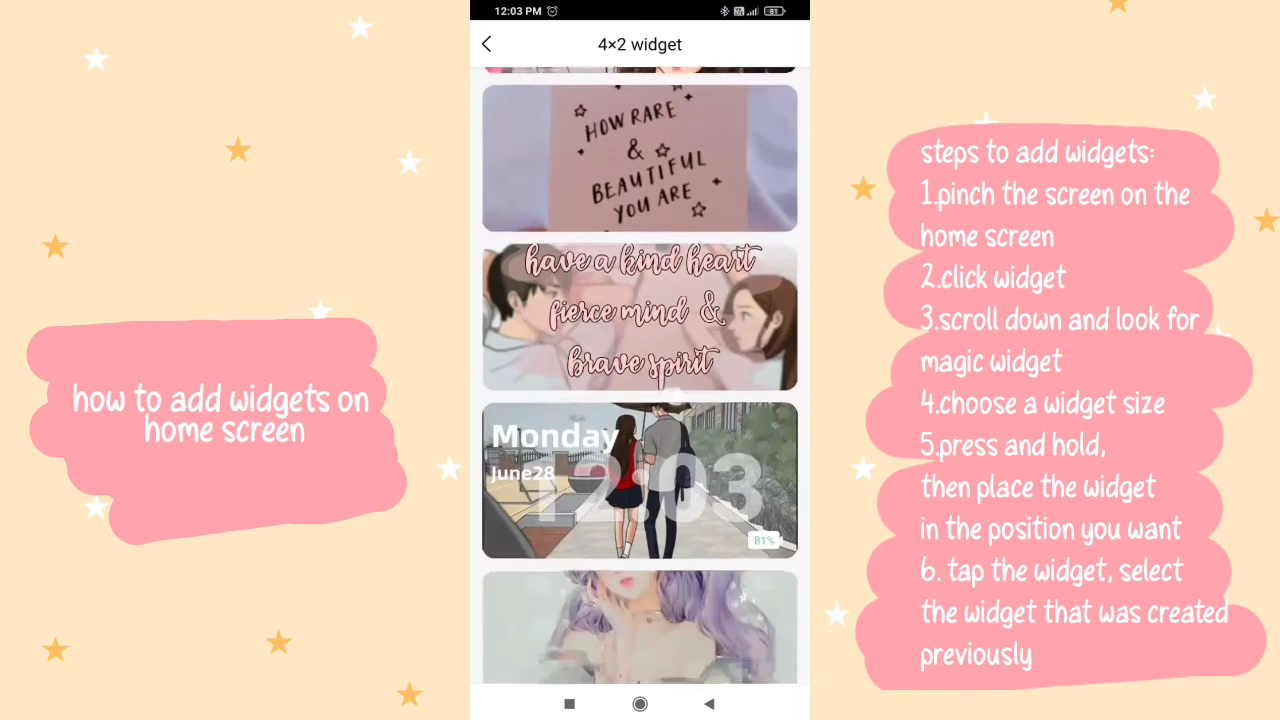 how to add widgets on
home screen
12:03 PM
81
4×2 widget
HOW RARE
&
BEAUTIFUL
YOU ARE
have a kind heart
fierce mind &
brave spirit
Monday
June28
12:03
81%
steps to add widgets:
1.pinch the screen on the
home screen
2.click widget
3.scroll down and look for
magic widget
4.choose a widget size
5.press and hold,
then place the widget
in the position you want
6. tap the widget, select
the widget that was created
previously